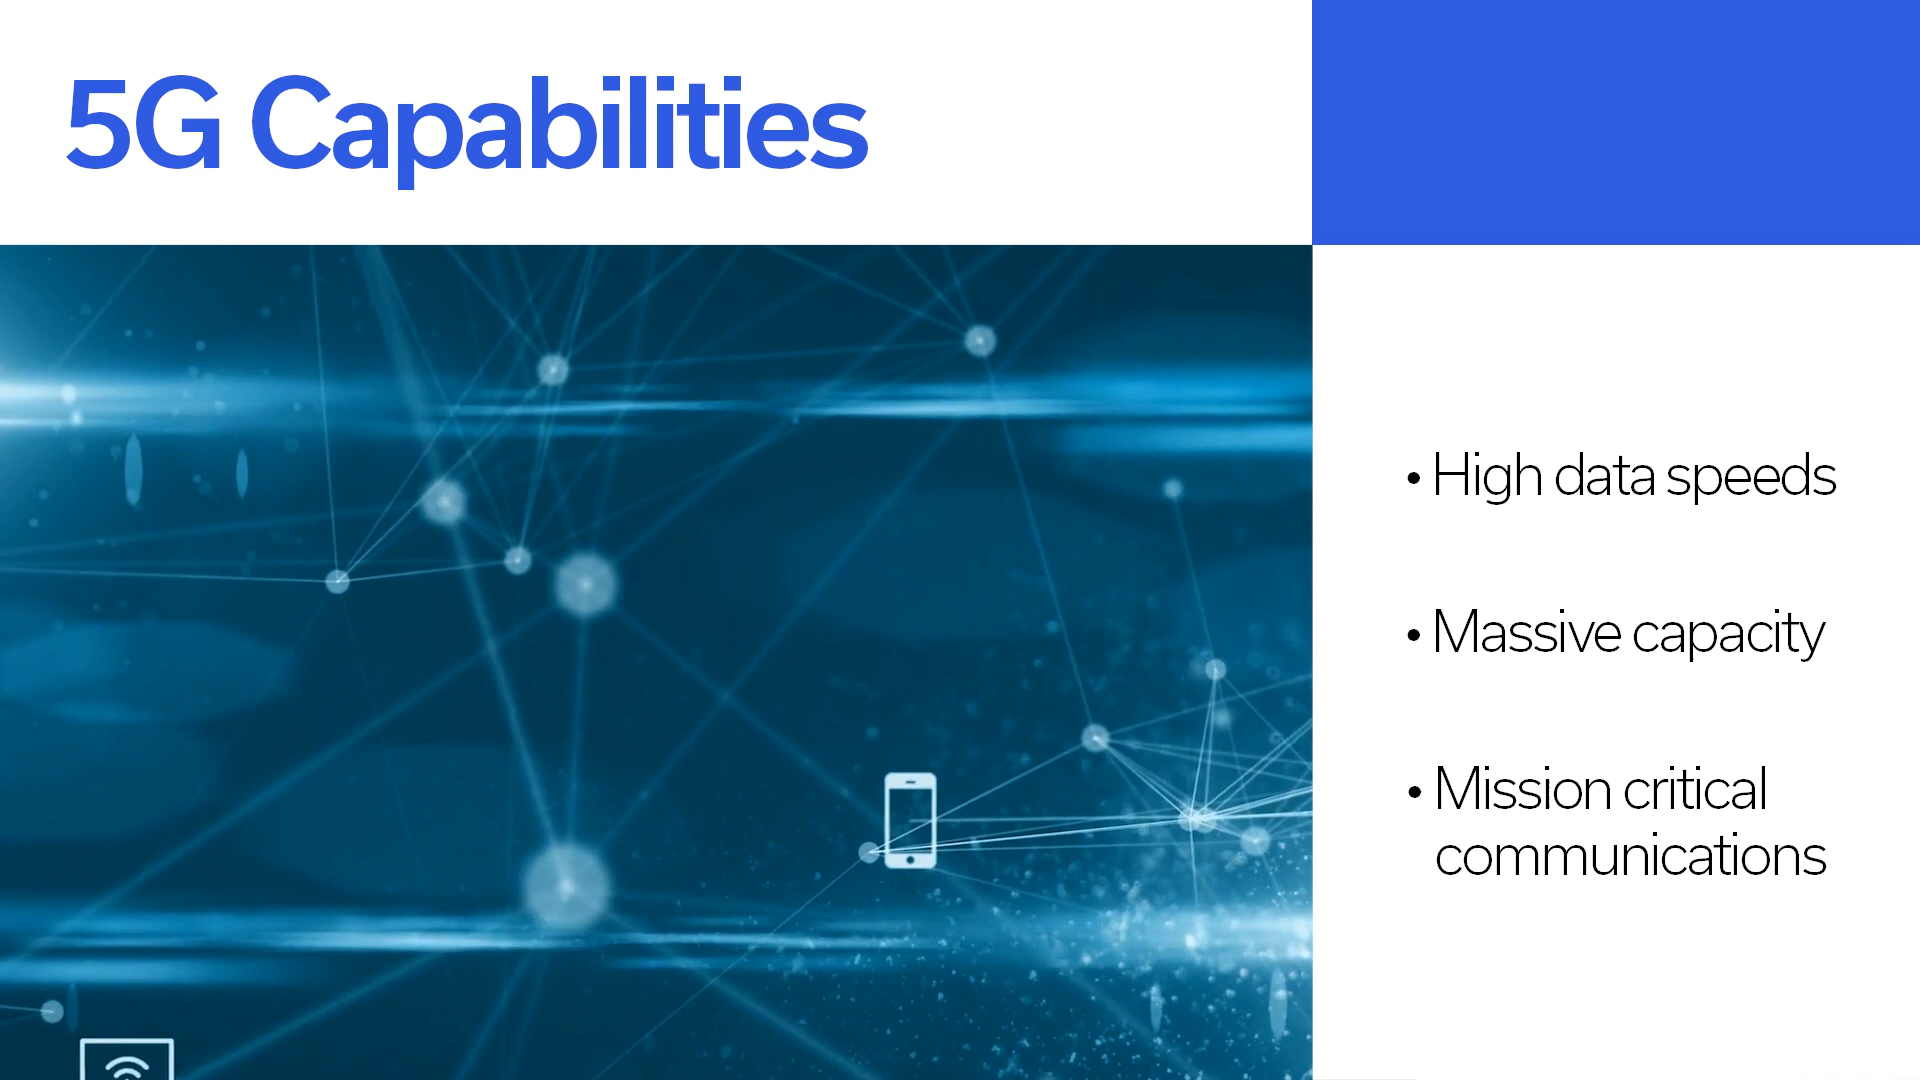 5G Capabilities
• High data speeds
• Massive capacity
• Mission critical
communications